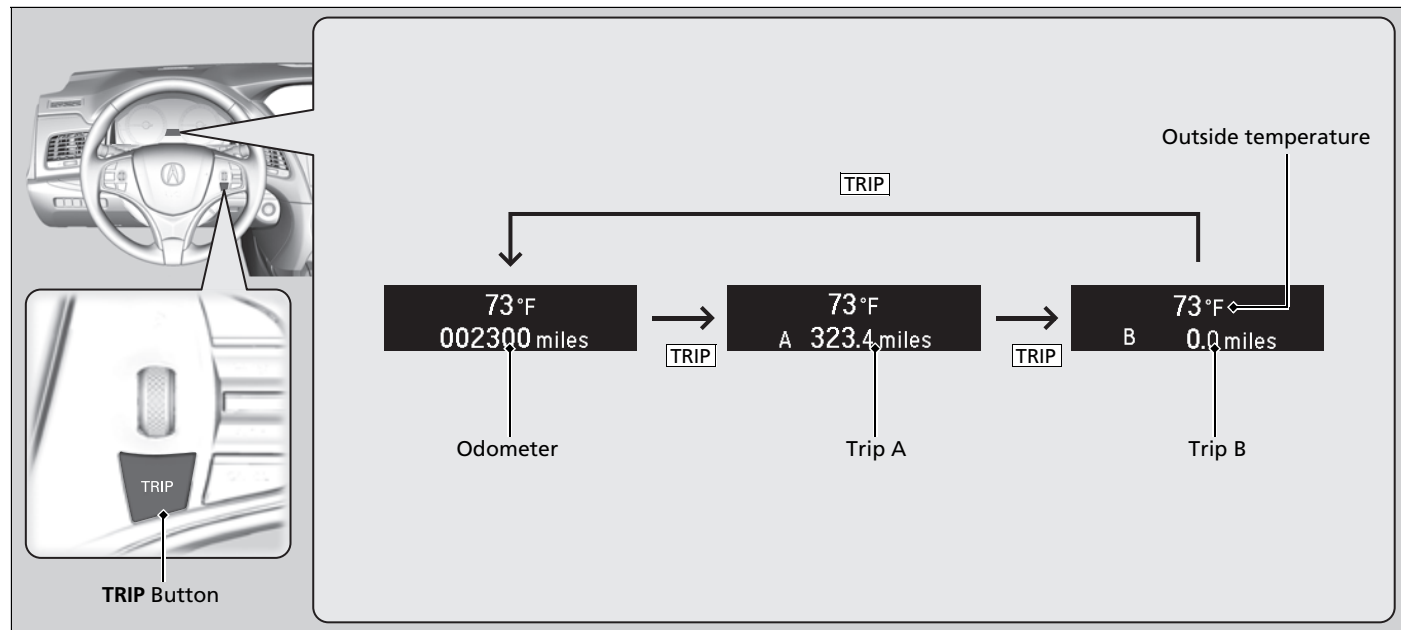 Outside temperature
TRIP
73°F
002300 miles
TRIP
73°F
A 323.4 miles
TRIP
73°F
B 0.0 miles
Odometer
Trip A
Trip B
TRIP
TRIP Button